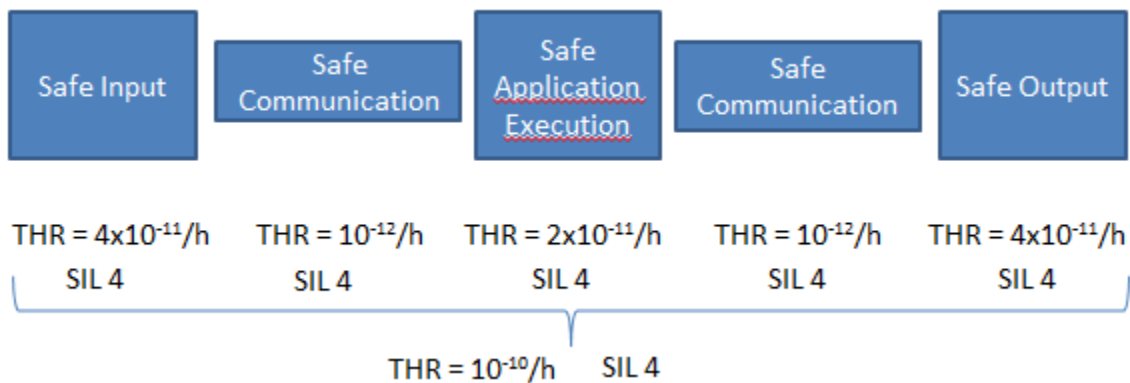 Safe Input
Safe
Communication
Safe
Application
Execution
Safe
Communication
Safe Output
THR = 4x10⁻¹¹/h
THR = 10⁻¹²/h
THR = 2x10⁻¹¹/h
THR = 10⁻¹²/h
THR = 4x10⁻¹¹/h
SIL 4
SIL 4
SIL 4
SIL 4
SIL 4
THR = 10⁻¹⁰/h
SIL 4